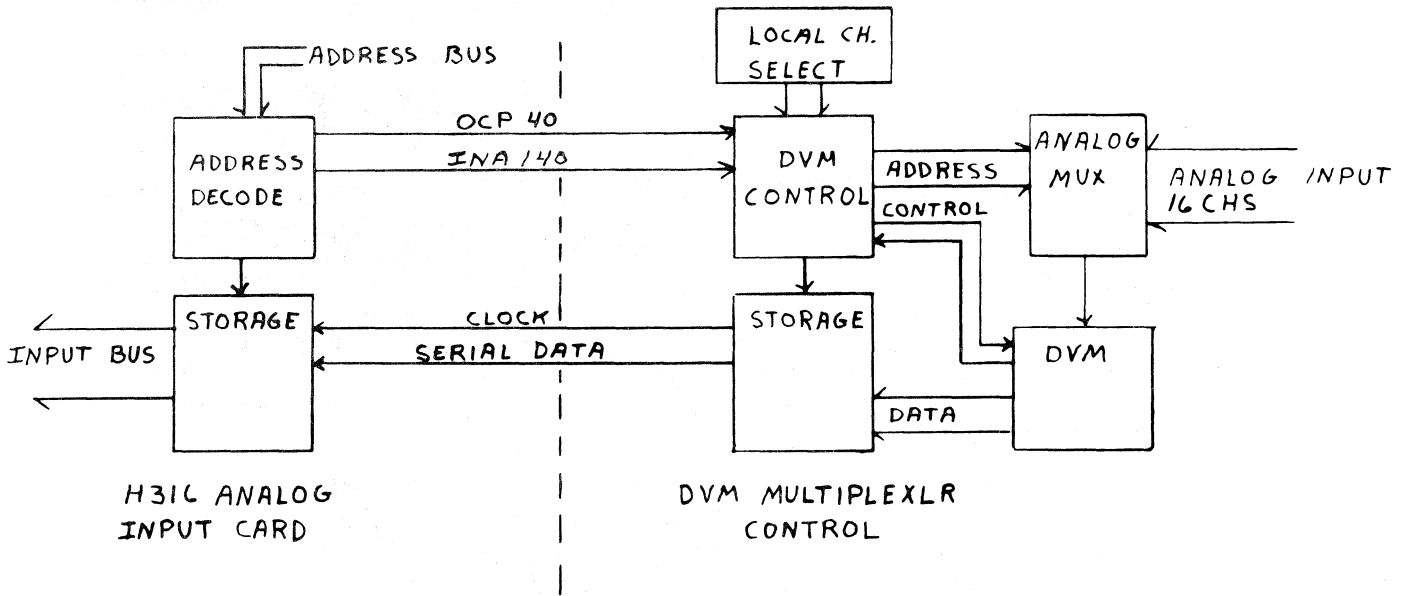 LOCAL CH.
SELECT
ADDRESS BUS
OCP 40
INA 140
ADDRESS
DECODE
DVM
CONTROL
ADDRESS
CONTROL
ANALOG
MUX
ANALOG INPUT
16 CHS
STORAGE
CLOCK
SERIAL DATA
INPUT BUS
STORAGE
DVM
DATA
H316 ANALOG
INPUT CARD
DVM MULTIPLEXLR
CONTROL